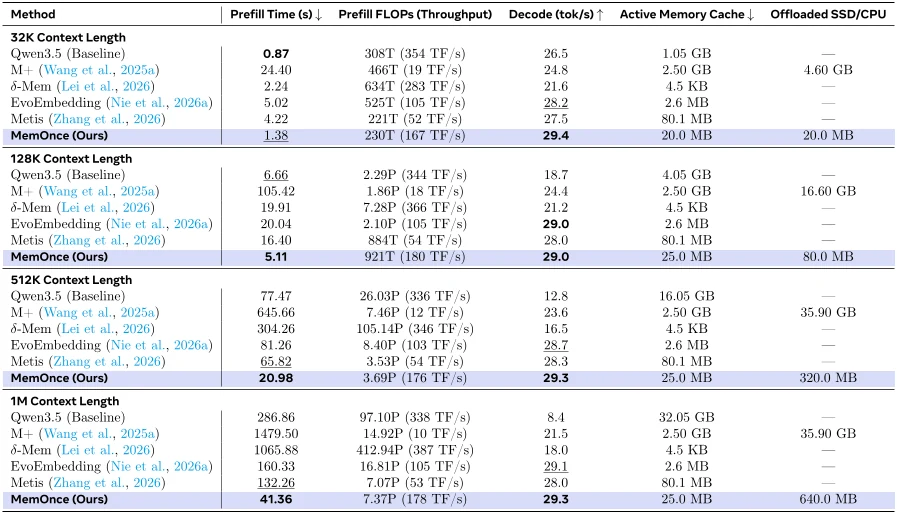 Method Prefill Time (s) ↓ Prefill FLOPs (Throughput) Decode (tok/s) ↑ Active Memory Cache ↓ Offloaded SSD/CPU
32K Context Length
Qwen3.5 (Baseline) 0.87 308T (354 TF/s) 26.5 1.05 GB —
M+ (Wang et al., 2025a) 24.40 466T (19 TF/s) 24.8 2.50 GB 4.60 GB
δ-Mem (Lei et al., 2026) 2.24 634T (283 TF/s) 21.6 4.5 KB —
EvoEmbedding (Nie et al., 2026a) 5.02 525T (105 TF/s) 28.2 2.6 MB —
Metis (Zhang et al., 2026) 4.22 221T (52 TF/s) 27.5 80.1 MB —
MemOnce (Ours) 1.38 230T (167 TF/s) 29.4 20.0 MB 20.0 MB
128K Context Length
Qwen3.5 (Baseline) 6.66 2.29P (344 TF/s) 18.7 4.05 GB —
M+ (Wang et al., 2025a) 105.42 1.86P (18 TF/s) 24.4 2.50 GB 16.60 GB
δ-Mem (Lei et al., 2026) 19.91 7.28P (366 TF/s) 21.2 4.5 KB —
EvoEmbedding (Nie et al., 2026a) 20.04 2.10P (105 TF/s) 29.0 2.6 MB —
Metis (Zhang et al., 2026) 16.40 884T (54 TF/s) 28.0 80.1 MB —
MemOnce (Ours) 5.11 921T (180 TF/s) 29.0 25.0 MB 80.0 MB
512K Context Length
Qwen3.5 (Baseline) 77.47 26.03P (336 TF/s) 12.8 16.05 GB —
M+ (Wang et al., 2025a) 645.66 7.46P (12 TF/s) 23.6 2.50 GB 35.90 GB
δ-Mem (Lei et al., 2026) 304.26 105.14P (346 TF/s) 16.5 4.5 KB —
EvoEmbedding (Nie et al., 2026a) 81.26 8.40P (103 TF/s) 28.7 2.6 MB —
Metis (Zhang et al., 2026) 65.82 3.53P (54 TF/s) 28.3 80.1 MB —
MemOnce (Ours) 20.98 3.69P (176 TF/s) 29.3 25.0 MB 320.0 MB
1M Context Length
Qwen3.5 (Baseline) 286.86 97.10P (338 TF/s) 8.4 32.05 GB —
M+ (Wang et al., 2025a) 1479.50 14.92P (10 TF/s) 21.5 2.50 GB 35.90 GB
δ-Mem (Lei et al., 2026) 1065.88 412.94P (387 TF/s) 18.0 4.5 KB —
EvoEmbedding (Nie et al., 2026a) 160.33 16.81P (105 TF/s) 29.1 2.6 MB —
Metis (Zhang et al., 2026) 132.26 7.07P (53 TF/s) 28.0 80.1 MB —
MemOnce (Ours) 41.36 7.37P (178 TF/s) 29.3 25.0 MB 640.0 MB